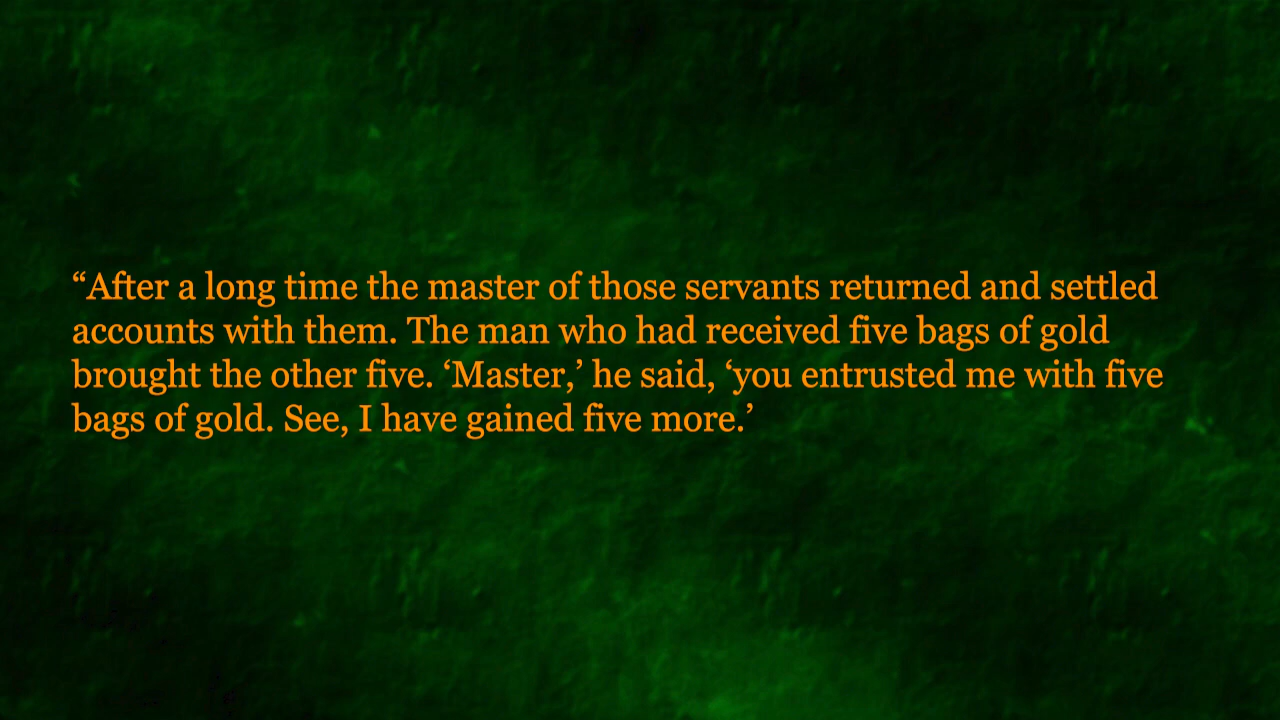 “After a long time the master of those servants returned and settled
accounts with them. The man who had received five bags of gold
brought the other five. ‘Master,’ he said, ‘you entrusted me with five
bags of gold. See, I have gained five more.’